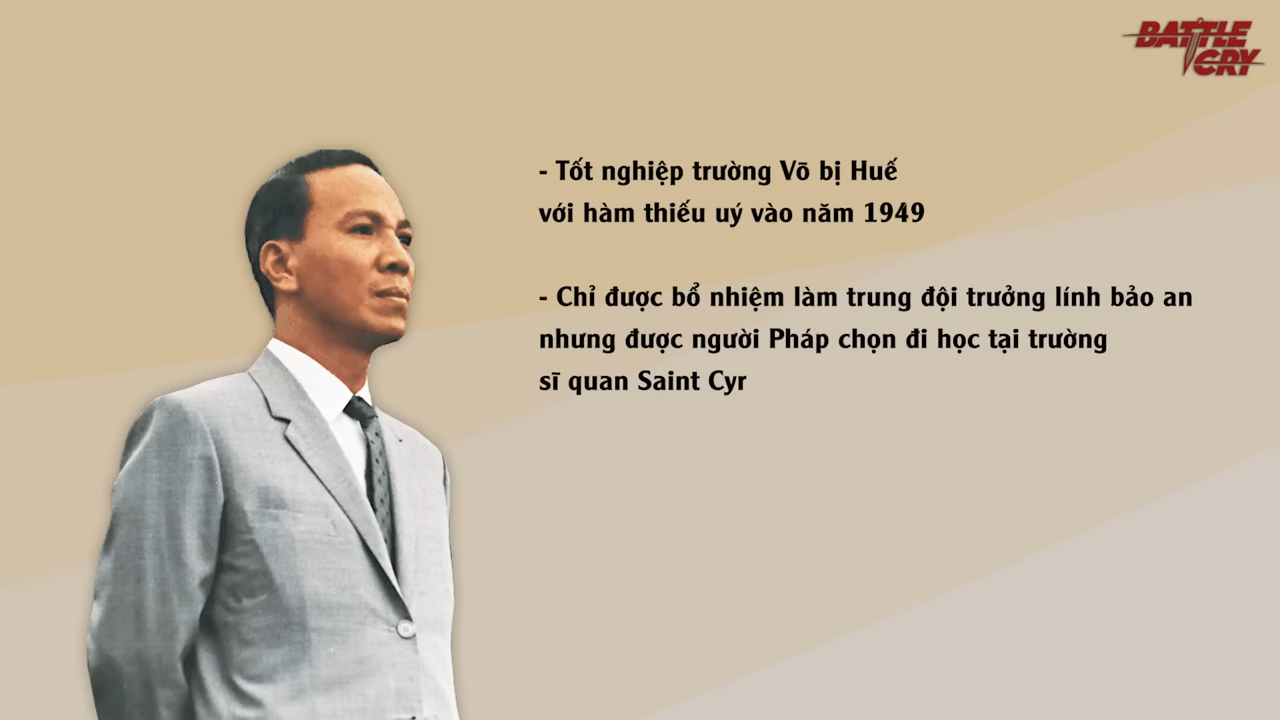 BATTLE
CRY
- Tốt nghiệp trường Võ bị Huế
với hàm thiếu uý vào năm 1949
- Chỉ được bổ nhiệm làm trung đội trưởng lính bảo an
nhưng được người Pháp chọn đi học tại trường
sĩ quan Saint Cyr